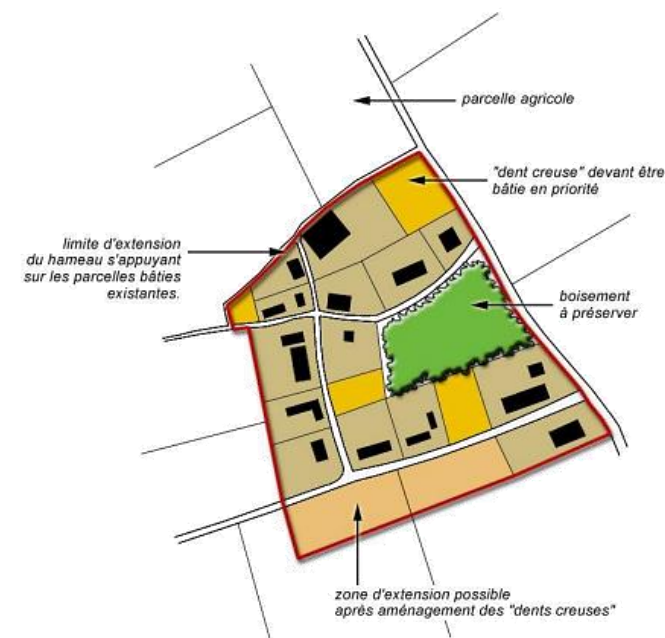 parcelle agricole
"dent creuse" devant être
bâtie en priorité
limite d'extension
du hameau s'appuyant
sur les parcelles bâties
existantes.
boisement
à préserver
zone d'extension possible
après aménagement des "dents creuses"